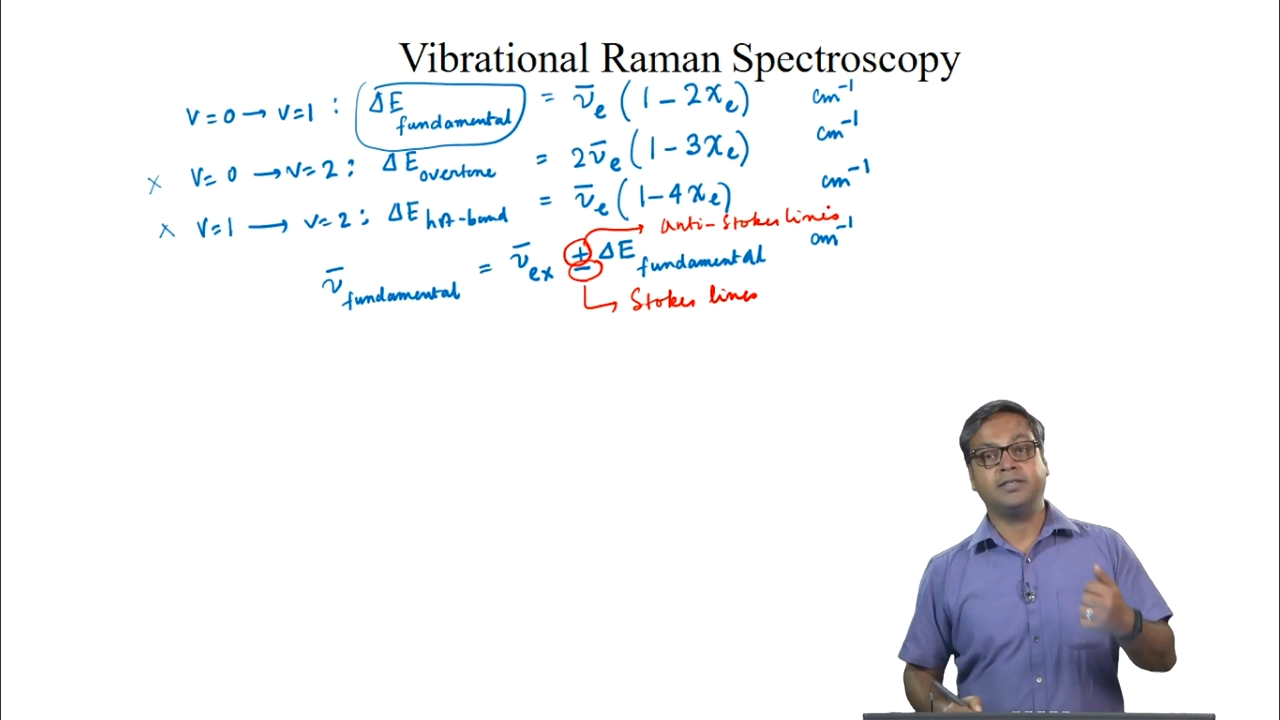 Vibrational Raman Spectroscopy
v=0 → v=1 : ΔE fundamental = ν̄e (1 - 2xe) cm⁻¹
× v=0 → v=2 : ΔE overtone = 2ν̄e (1 - 3xe) cm⁻¹
× v=1 → v=2 : ΔE hot-band = ν̄e (1 - 4xe) cm⁻¹
Anti-Stokes lines
ν̄ fundamental = ν̄ex ± ΔE fundamental cm⁻¹
Stokes lines